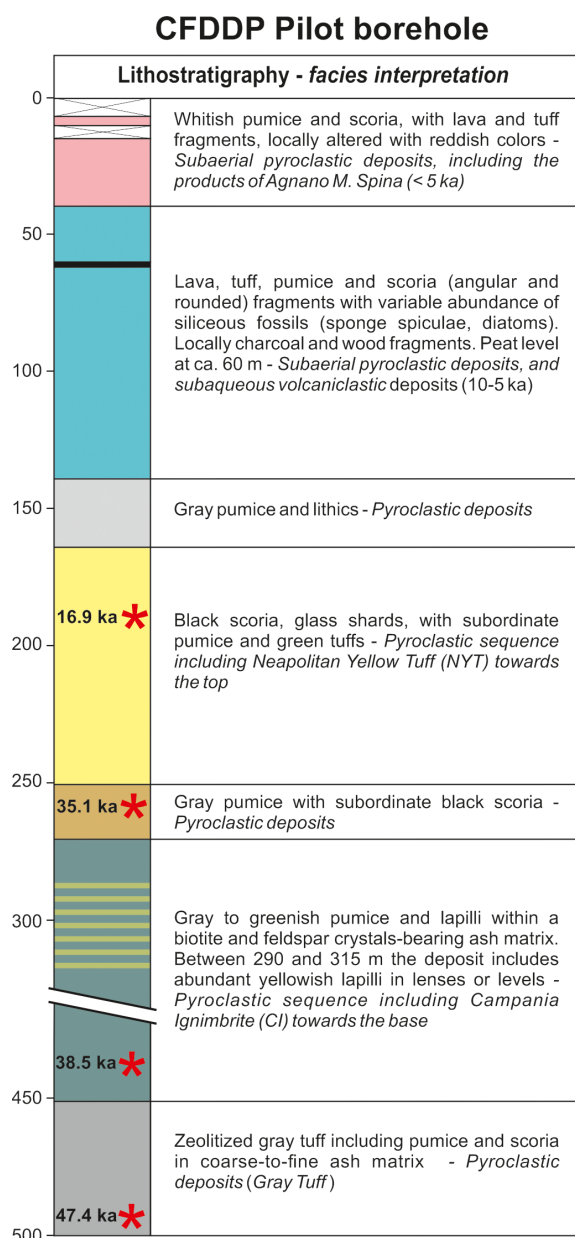 CFDDP Pilot borehole
Lithostratigraphy - facies interpretation
0
Whitish pumice and scoria, with lava and tuff
fragments, locally altered with reddish colors -
Subaerial pyroclastic deposits, including the
products of Agnano M. Spina (< 5 ka)
50
Lava, tuff, pumice and scoria (angular and
rounded) fragments with variable abundance of
siliceous fossils (sponge spiculae, diatoms).
Locally charcoal and wood fragments. Peat level
at ca. 60 m - Subaerial pyroclastic deposits, and
subaqueous volcaniclastic deposits (10-5 ka)
100
150
Gray pumice and lithics - Pyroclastic deposits
16.9 ka
Black scoria, glass shards, with subordinate
pumice and green tuffs - Pyroclastic sequence
including Neapolitan Yellow Tuff (NYT) towards
the top
200
250
35.1 ka
Gray pumice with subordinate black scoria -
Pyroclastic deposits
300
Gray to greenish pumice and lapilli within a
biotite and feldspar crystals-bearing ash matrix.
Between 290 and 315 m the deposit includes
abundant yellowish lapilli in lenses or levels -
Pyroclastic sequence including Campania
Ignimbrite (CI) towards the base
38.5 ka
450
Zeolitized gray tuff including pumice and scoria
in coarse-to-fine ash matrix - Pyroclastic
deposits (Gray Tuff)
47.4 ka
500